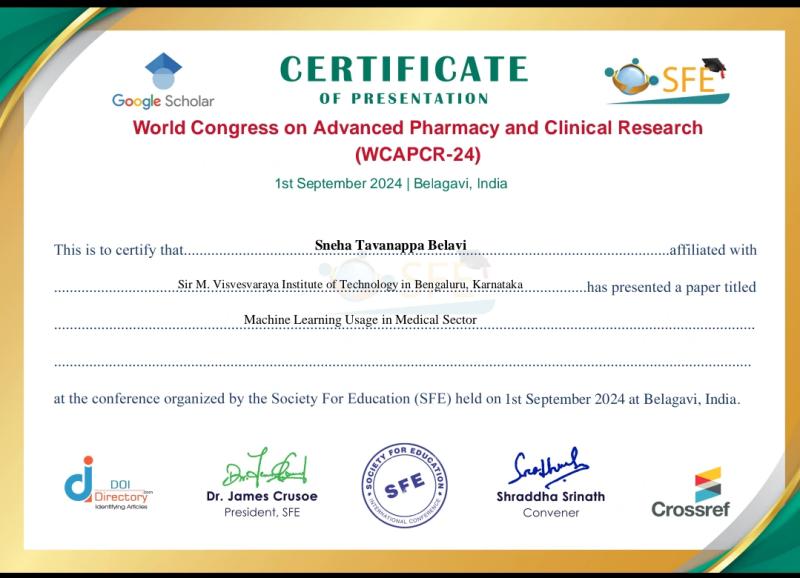 Google Scholar
CERTIFICATE
OF PRESENTATION
SFE
World Congress on Advanced Pharmacy and Clinical Research
(WCAPCR-24)
1st September 2024 | Belagavi, India
This is to certify that Sneha Tavanappa Belavi affiliated with
Sir M. Visvesvaraya Institute of Technology in Bengaluru, Karnataka has presented a paper titled
Machine Learning Usage in Medical Sector
SFE
at the conference organized by the Society For Education (SFE) held on 1st September 2024 at Belagavi, India.
DOI
Directory.com
Identifying Articles
Dr. James Crusoe
President, SFE
SOCIETY FOR EDUCATION
SFE
INTERNATIONAL CONFERENCE
Shraddha Srinath
Convener
Crossref